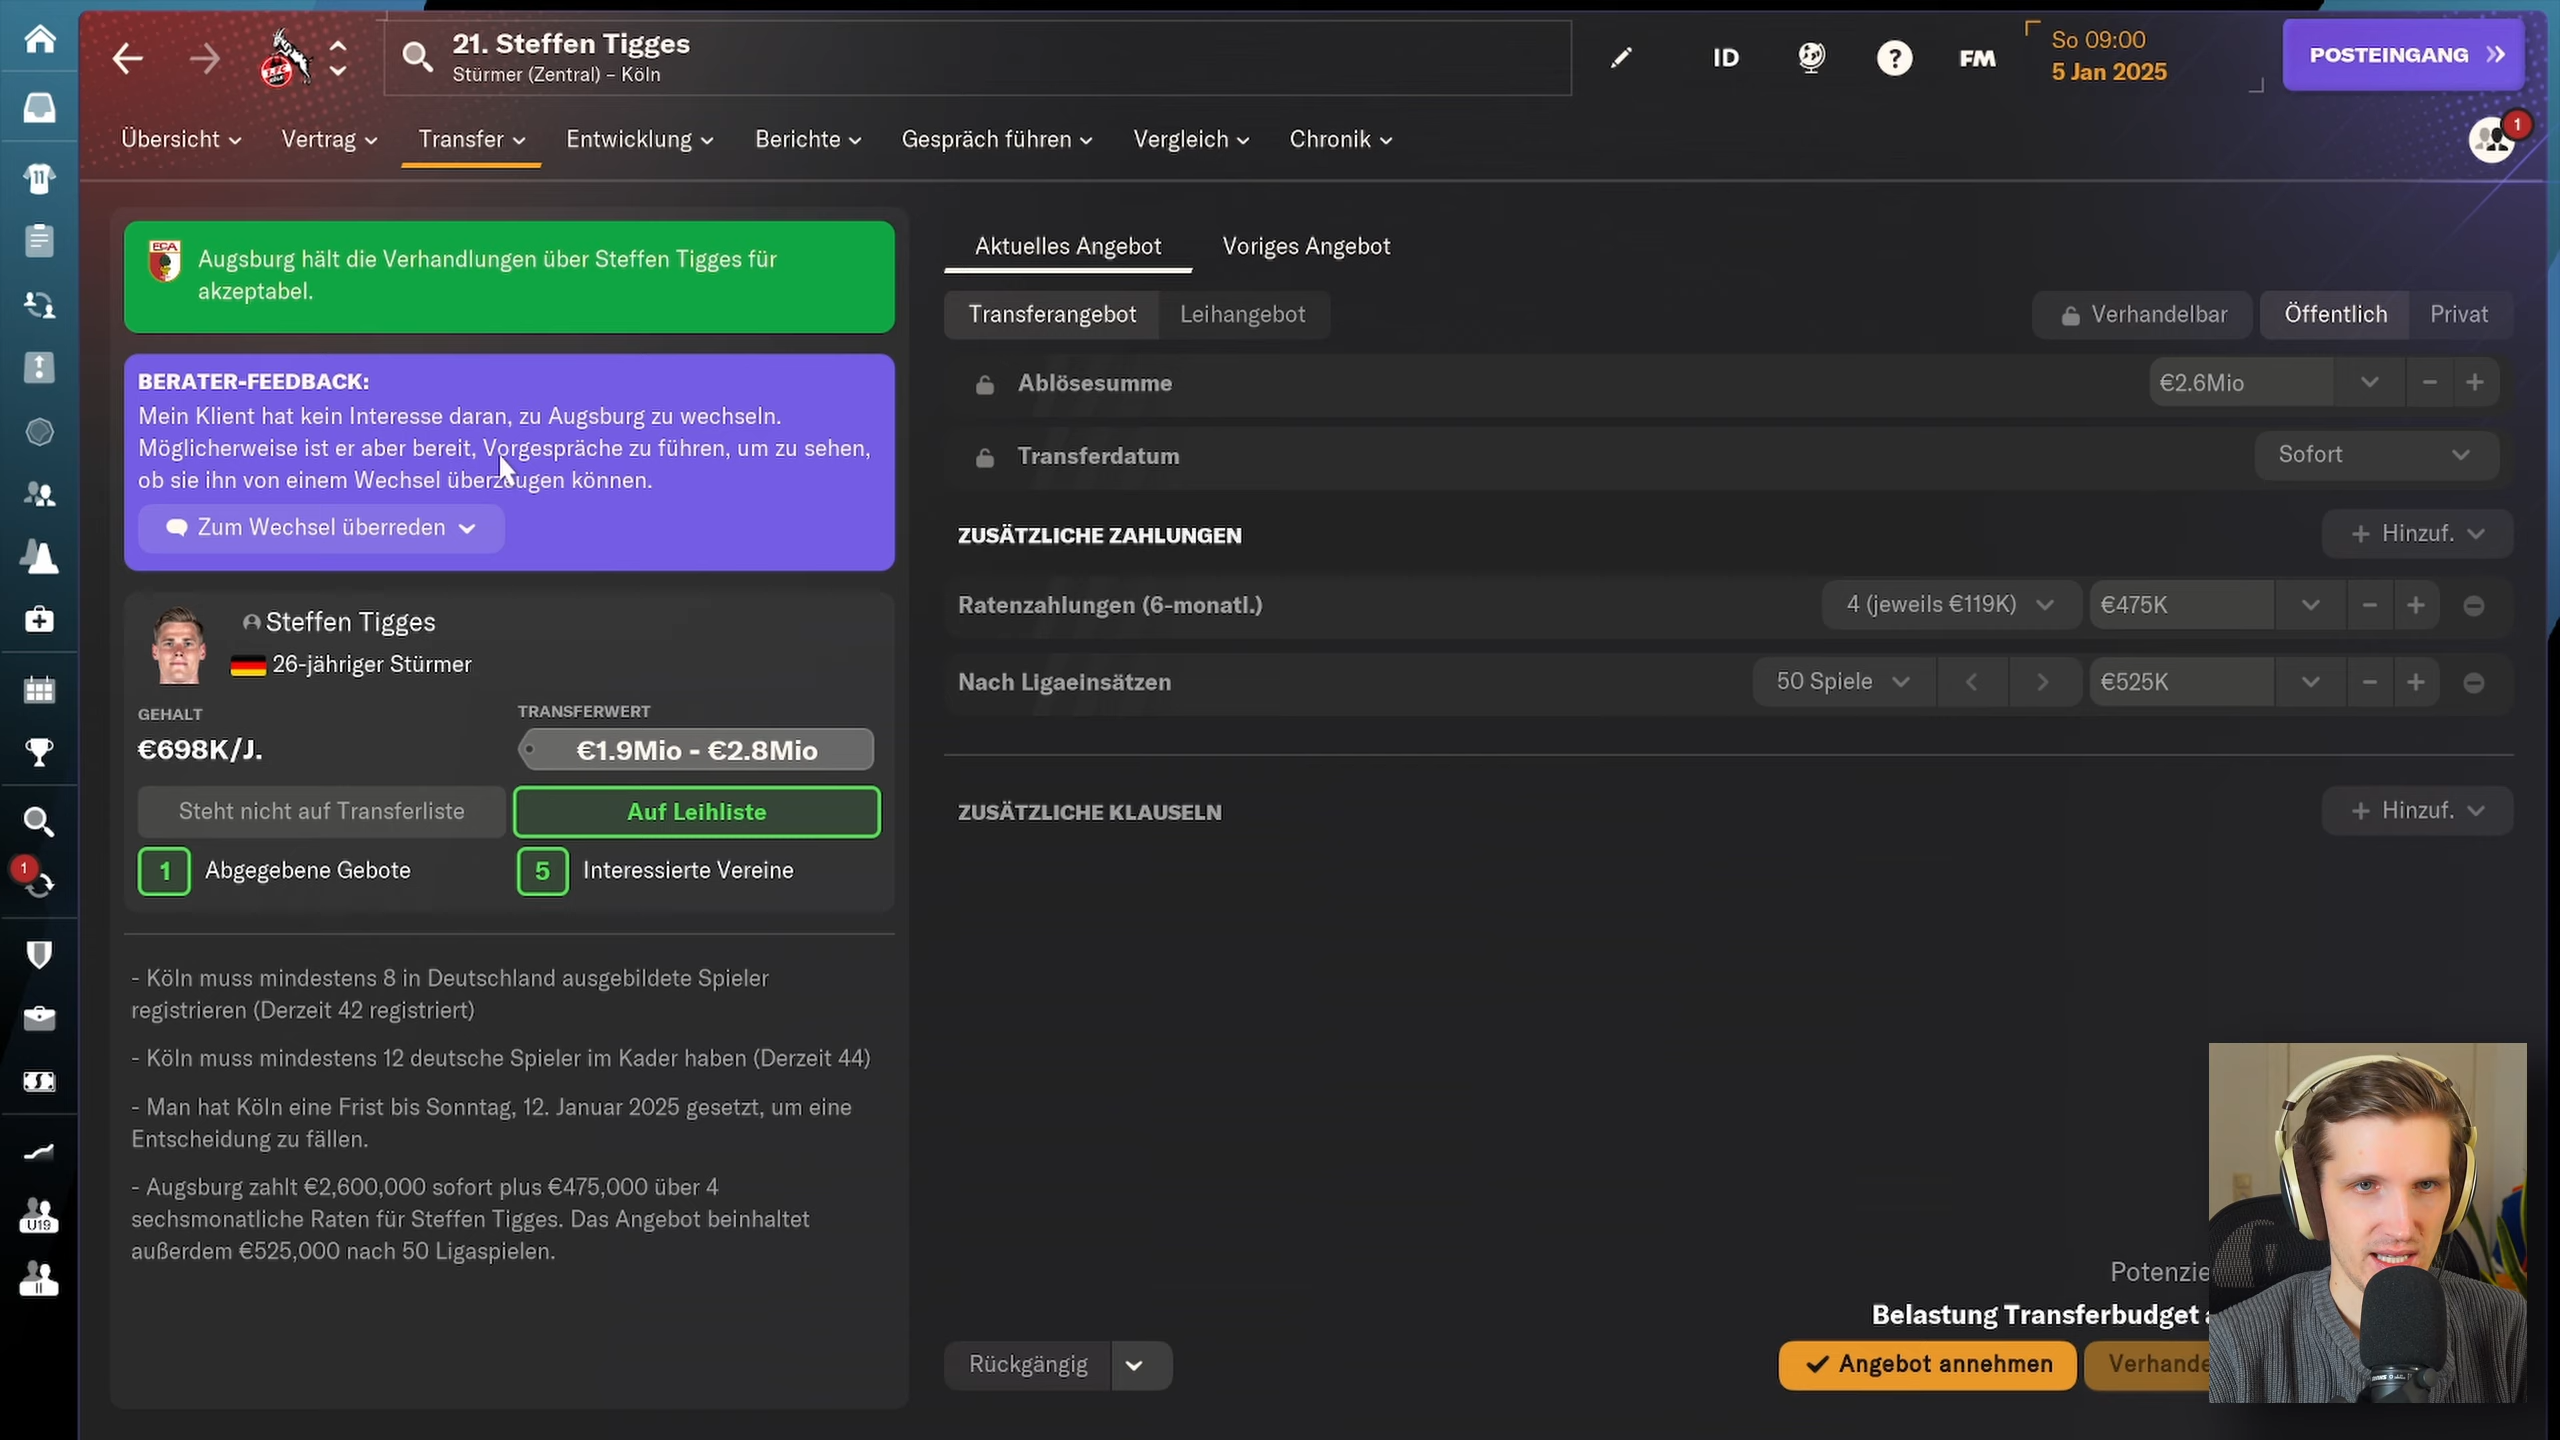 21. Steffen Tigges
Stürmer (Zentral) – Köln
ID
FM
So 09:00
5 Jan 2025
POSTEINGANG
1
Übersicht
Vertrag
Transfer
Entwicklung
Berichte
Gespräch führen
Vergleich
Chronik
11
Augsburg hält die Verhandlungen über Steffen Tigges für
akzeptabel.
BERATER-FEEDBACK:
Mein Klient hat kein Interesse daran, zu Augsburg zu wechseln.
Möglicherweise ist er aber bereit, Vorgespräche zu führen, um zu sehen,
ob sie ihn von einem Wechsel überzeugen können.
Zum Wechsel überreden
Steffen Tigges
26-jähriger Stürmer
GEHALT
€698K/J.
TRANSFERWERT
€1.9Mio - €2.8Mio
Steht nicht auf Transferliste
Auf Leihliste
1 Abgegebene Gebote
5 Interessierte Vereine
- Köln muss mindestens 8 in Deutschland ausgebildete Spieler
registrieren (Derzeit 42 registriert)
- Köln muss mindestens 12 deutsche Spieler im Kader haben (Derzeit 44)
- Man hat Köln eine Frist bis Sonntag, 12. Januar 2025 gesetzt, um eine
Entscheidung zu fällen.
- Augsburg zahlt €2,600,000 sofort plus €475,000 über 4
sechsmonatliche Raten für Steffen Tigges. Das Angebot beinhaltet
außerdem €525,000 nach 50 Ligaspielen.
1
U19
II
Aktuelles Angebot
Voriges Angebot
Transferangebot
Leihangebot
Verhandelbar
Öffentlich
Privat
Ablösesumme
€2.6Mio
Transferdatum
Sofort
ZUSÄTZLICHE ZAHLUNGEN
Hinzuf.
Ratenzahlungen (6-monatl.)
4 (jeweils €119K)
€475K
Nach Ligaeinsätzen
50 Spiele
€525K
ZUSÄTZLICHE KLAUSELN
Hinzuf.
Potenzie
Belastung Transferbudget
Rückgängig
Angebot annehmen
Verhande